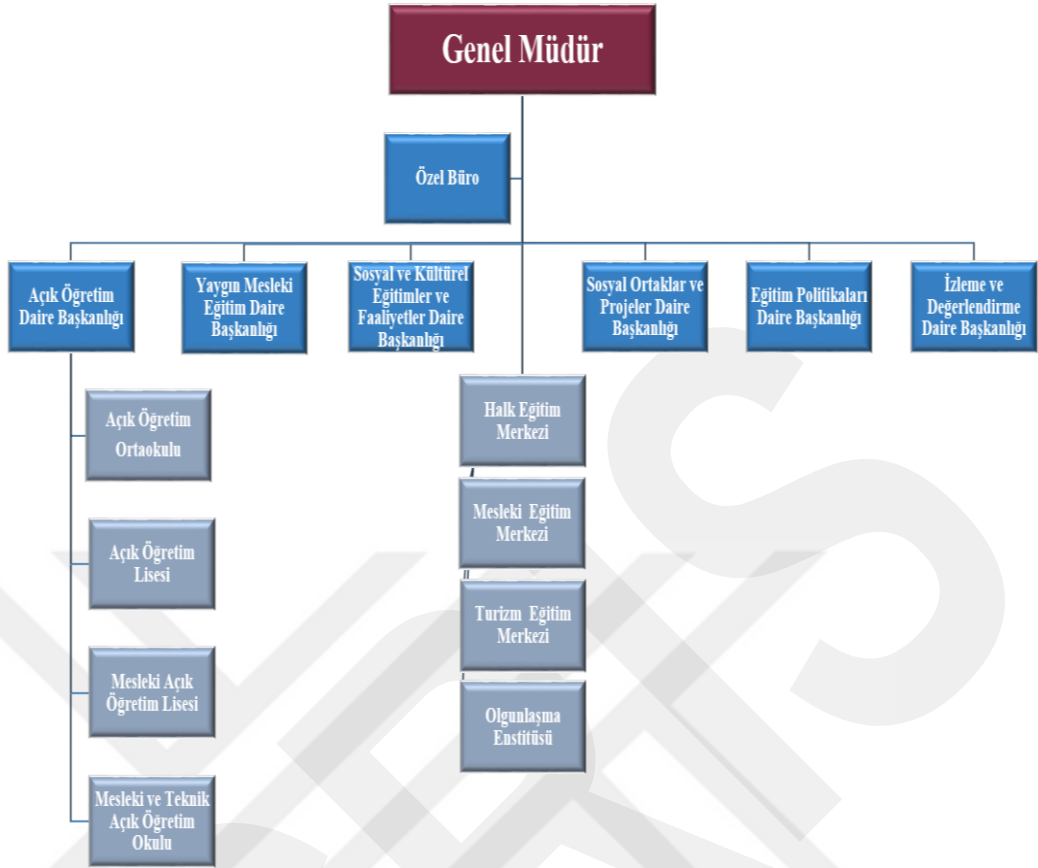 Genel Müdür
Özel Büro
Açık Öğretim
Daire Başkanlığı
Yaygın Mesleki
Eğitim Daire
Başkanlığı
Sosyal ve Kültürel
Eğitimler ve
Faaliyetler Daire
Başkanlığı
Sosyal Ortaklar ve
Projeler Daire
Başkanlığı
Eğitim Politikaları
Daire Başkanlığı
İzleme ve
Değerlendirme
Daire Başkanlığı
Açık Öğretim
Ortaokulu
Açık Öğretim
Lisesi
Mesleki Açık
Öğretim Lisesi
Mesleki ve Teknik
Açık Öğretim
Okulu
Halk Eğitim
Merkezi
Mesleki Eğitim
Merkezi
Turizm Eğitim
Merkezi
Olgunlaşma
Enstitüsü